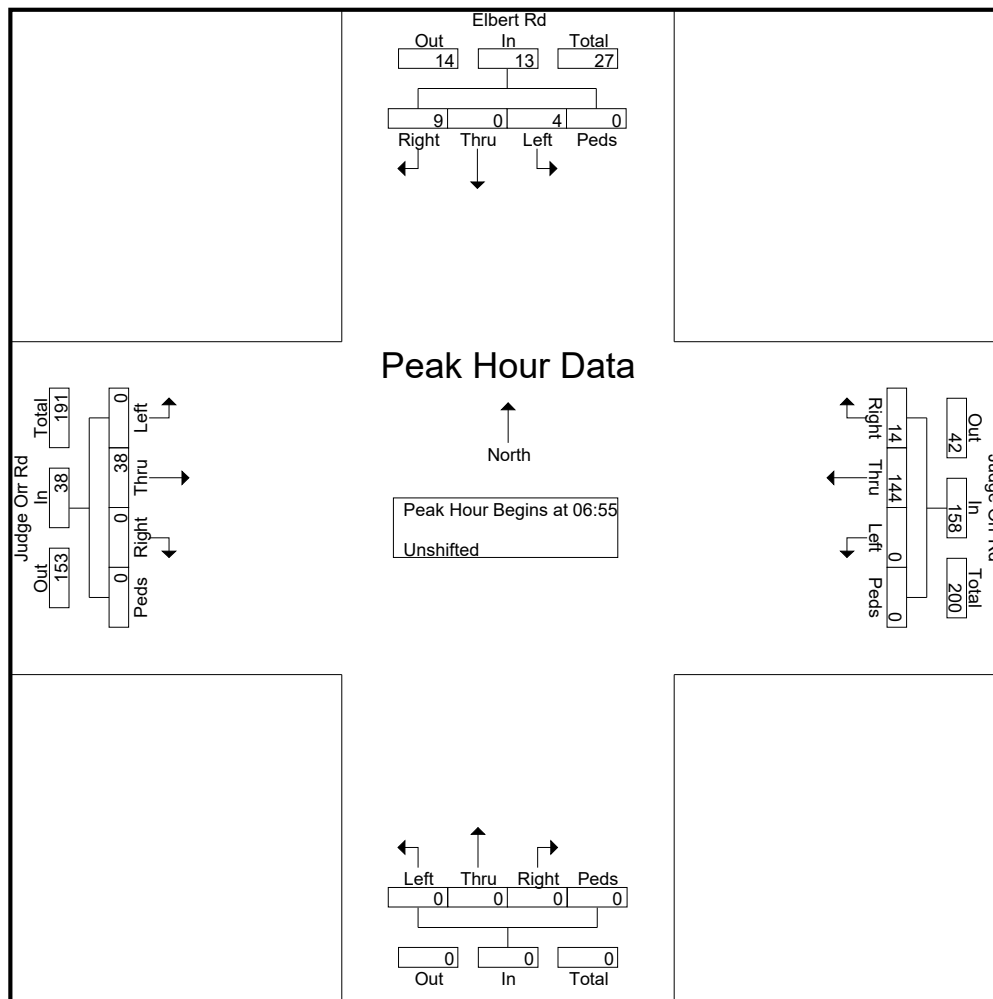 Elbert Rd
Out In Total
14 13 27
9 0 4 0
Right Thru Left Peds
Peak Hour Data
North
Peak Hour Begins at 06:55
Unshifted
Judge Orr Rd
Total In Out
191 38 153
0 38 0 0
Left Thru Right Peds
Right Thru Left Peds
14 144 0 0
42 158 200
Out In Total
Judge Orr Rd
Left Thru Right Peds
0 0 0 0
0 0 0
Out In Total